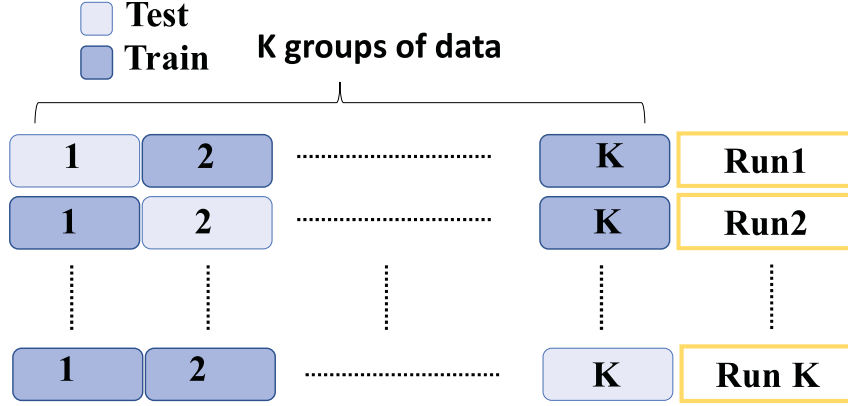 Test
Train
K groups of data
1 2 K Run1
1 2 K Run2
1 2 K Run K